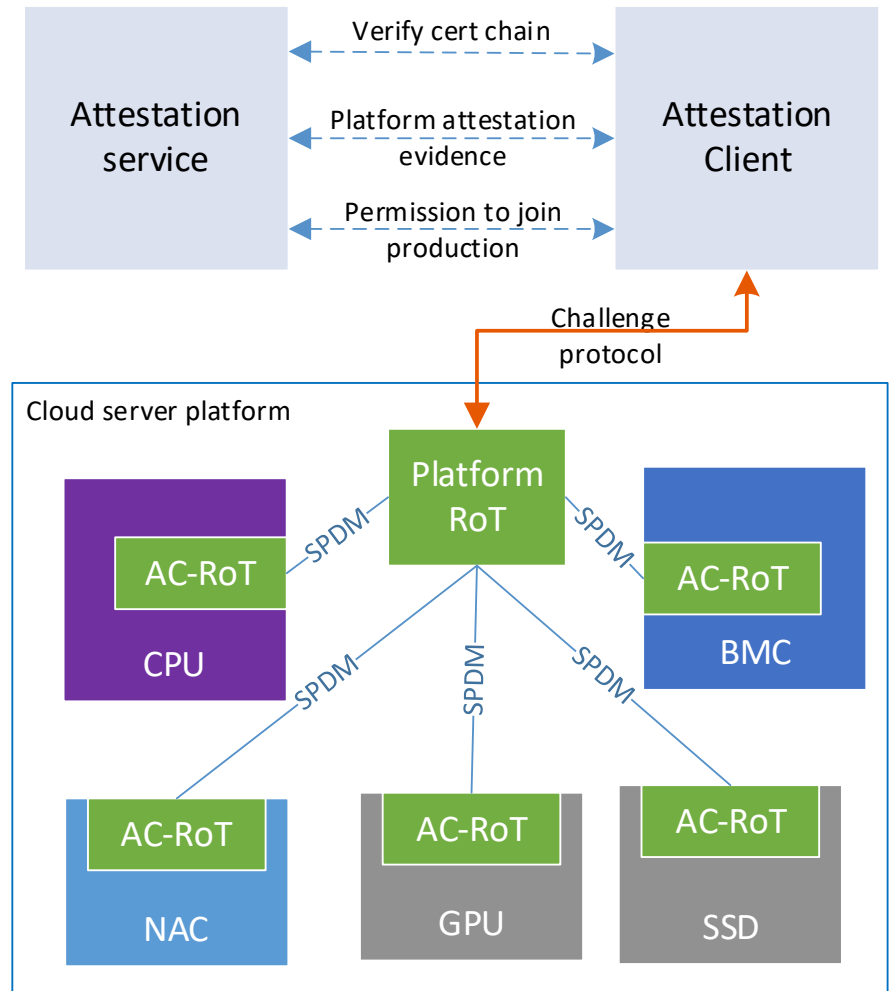 Verify cert chain
Attestation
service
Attestation
Client
Platform attestation
evidence
Permission to join
production
Challenge
protocol
Cloud server platform
Platform
RoT
SPDM
SPDM
AC-RoT
CPU
AC-RoT
BMC
SPDM
SPDM
SPDM
AC-RoT
NAC
AC-RoT
GPU
AC-RoT
SSD